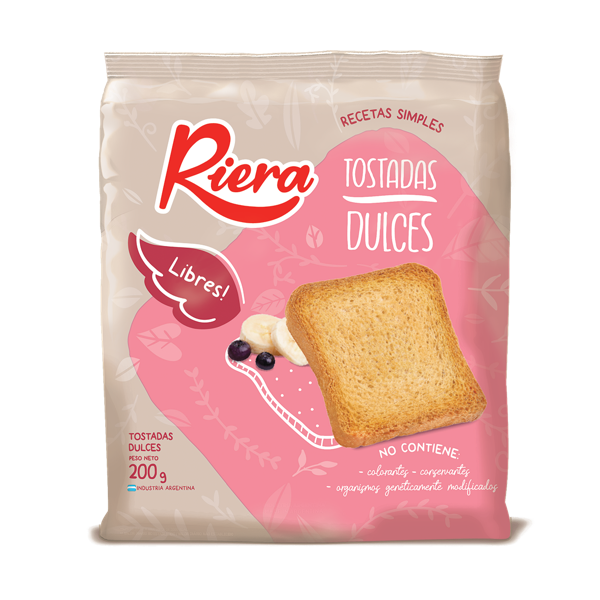 RECETAS SIMPLES
Riera
TOSTADAS
DULCES
Libres!
NO CONTIENE:
- colorantes - conservantes
- organismos genéticamente modificados
TOSTADAS
DULCES
PESO NETO
200 g
INDUSTRIA ARGENTINA